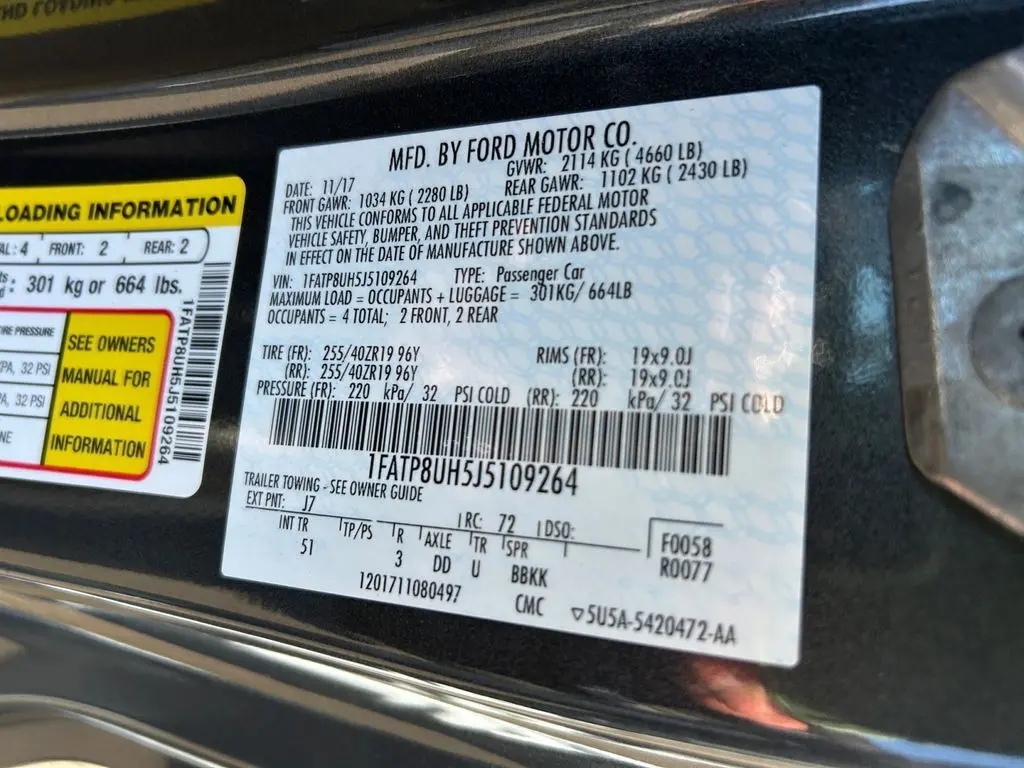 LOADING INFORMATION
AL: 4 FRONT: 2 REAR: 2
: 301 kg or 664 lbs.
TIRE PRESSURE
PA, 32 PSI
A, 32 PSI
NE
SEE OWNERS
MANUAL FOR
ADDITIONAL
INFORMATION
1FATP8UH5J5109264
MFD. BY FORD MOTOR CO.
DATE: 11/17 GVWR: 2114 KG ( 4660 LB)
FRONT GAWR: 1034 KG ( 2280 LB) REAR GAWR: 1102 KG ( 2430 LB)
THIS VEHICLE CONFORMS TO ALL APPLICABLE FEDERAL MOTOR
VEHICLE SAFETY, BUMPER, AND THEFT PREVENTION STANDARDS
IN EFFECT ON THE DATE OF MANUFACTURE SHOWN ABOVE.
VIN: 1FATP8UH5J5109264 TYPE: Passenger Car
MAXIMUM LOAD = OCCUPANTS + LUGGAGE = 301KG/ 664LB
OCCUPANTS = 4 TOTAL; 2 FRONT, 2 REAR
TIRE (FR): 255/40ZR19 96Y RIMS (FR): 19x9.0J
(RR): 255/40ZR19 96Y (RR): 19x9.0J
PRESSURE (FR): 220 kPa/ 32 PSI COLD (RR): 220 kPa/ 32 PSI COLD
1FATP8UH5J5109264
TRAILER TOWING - SEE OWNER GUIDE
EXT PNT: J7 RC: 72 DSO:
INT TR TP/PS R AXLE TR SPR
51 3 DD U BBKK
F0058
R0077
1201711080497 CMC ▽5U5A-5420472-AA